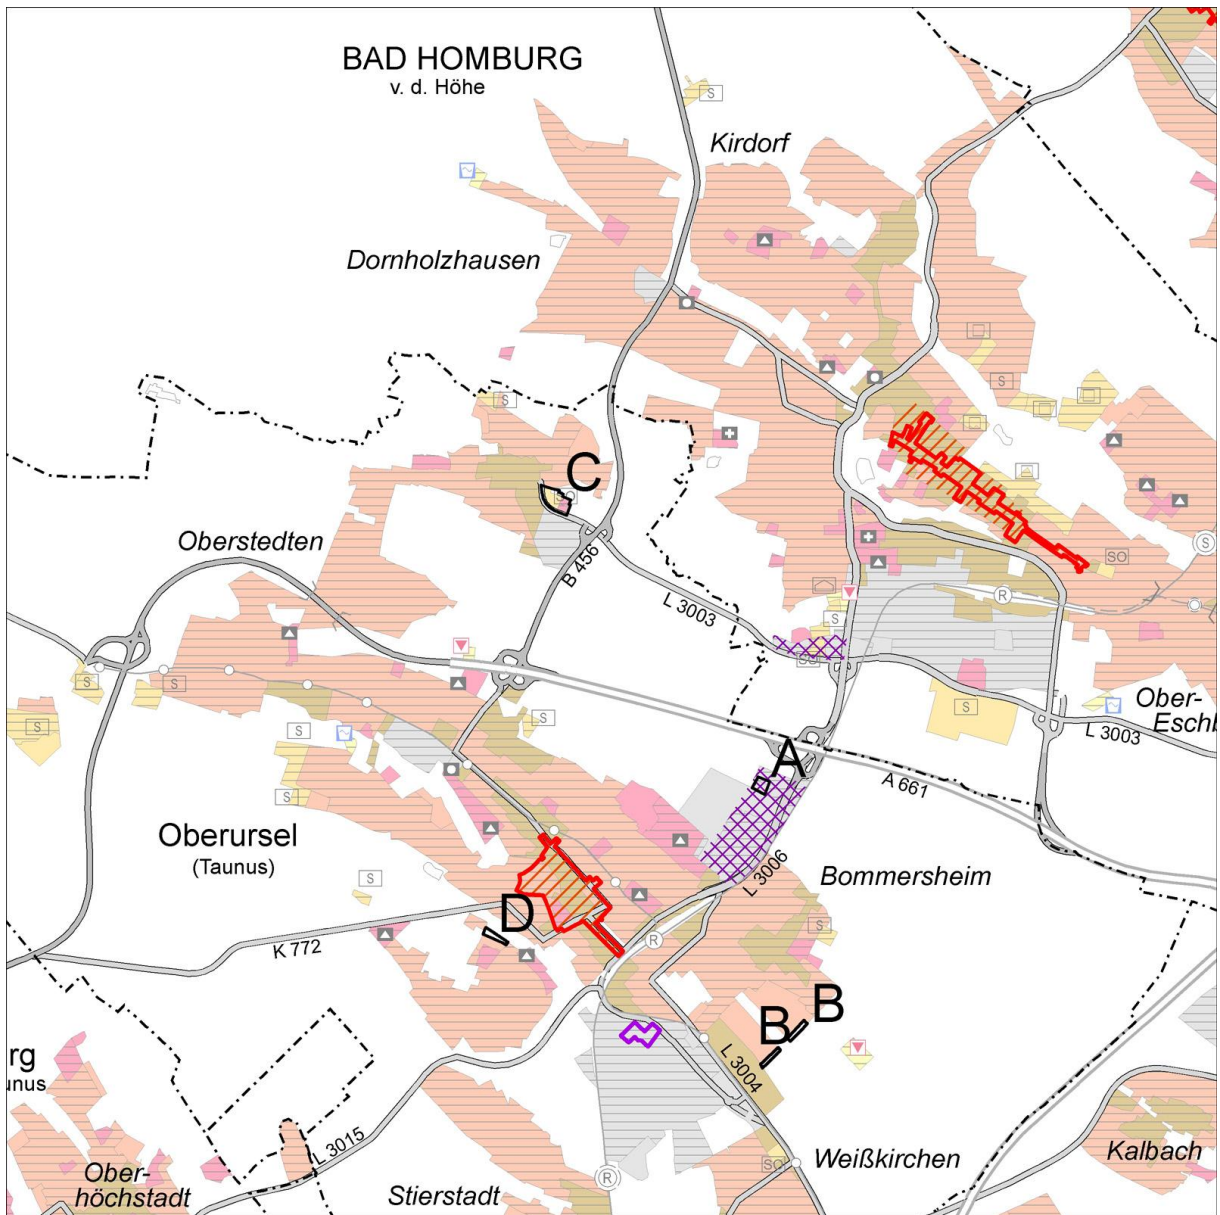 BAD HOMBURG
v. d. Höhe
S
Kirdorf
Dornholzhausen
S
S
C
SO
Oberstedten
B 456
L 3003
SO
S
R
S
SO
S
S
S
S
S
S
Ober-
Eschb
L 3003
A
A 661
S
Oberursel
(Taunus)
S
L 3006
Bommersheim
D
K 772
S
R
B
B
rg
unus
L 3004
L 3015
SO
Weißkirchen
Kalbach
Ober-
höchstadt
Stierstadt
R